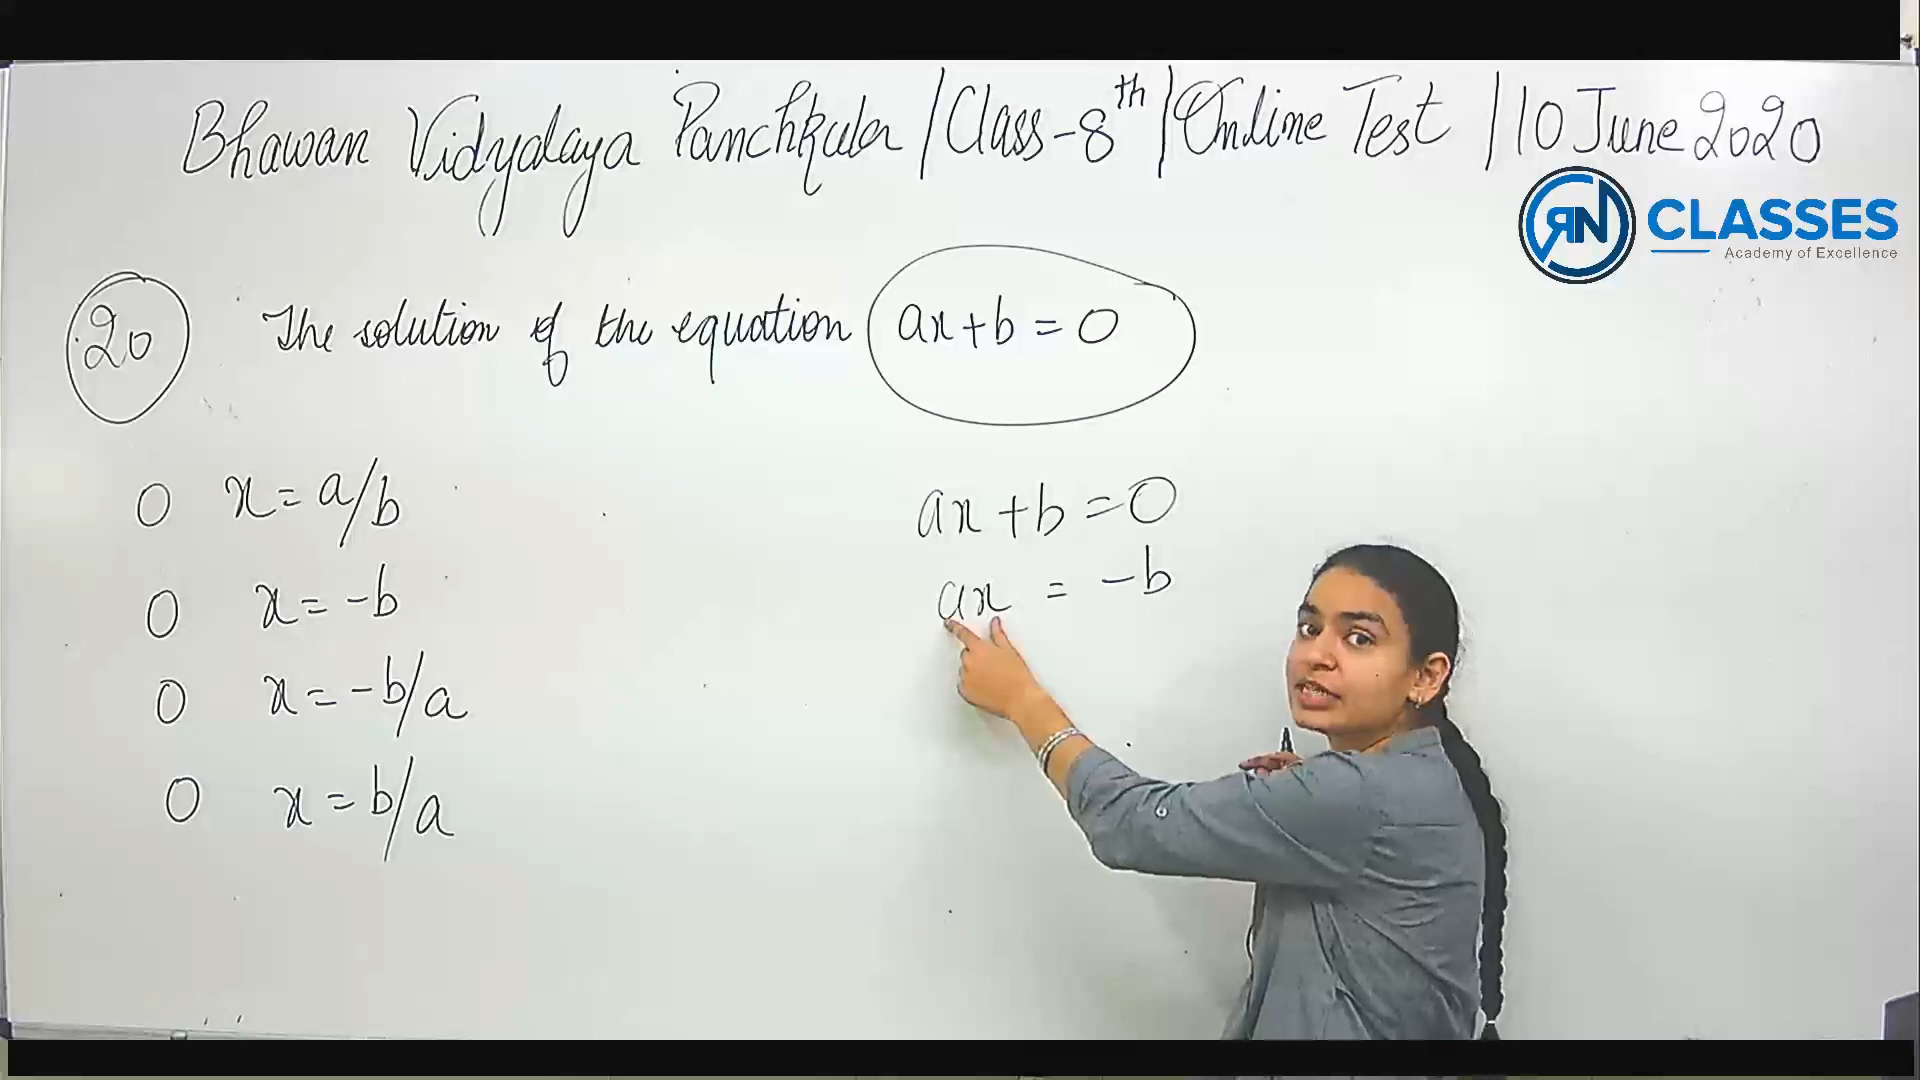 Bhawan Vidyalaya Panchkula / Class-8th / Online Test / 10 June 2020
RN CLASSES
Academy of Excellence
20 The solution of the equation ax+b=0
O x=a/b
O x=-b
O x=-b/a
O x=b/a
ax+b=0
ax = -b